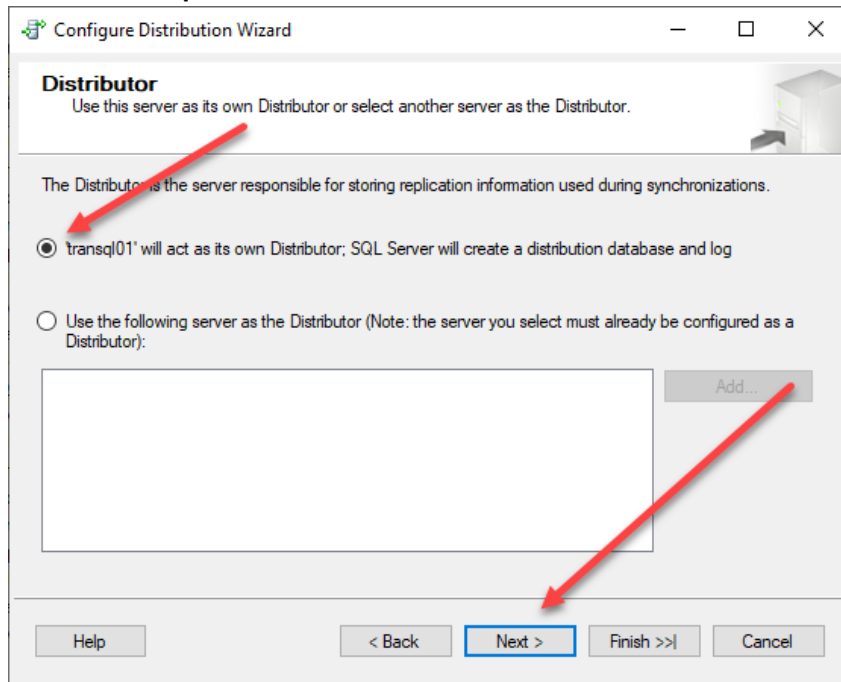 Configure Distribution Wizard
Distributor
Use this server as its own Distributor or select another server as the Distributor.
The Distributor is the server responsible for storing replication information used during synchronizations.
'transql01' will act as its own Distributor; SQL Server will create a distribution database and log
Use the following server as the Distributor (Note: the server you select must already be configured as a
Distributor):
Add...
Help
< Back
Next >
Finish >>|
Cancel